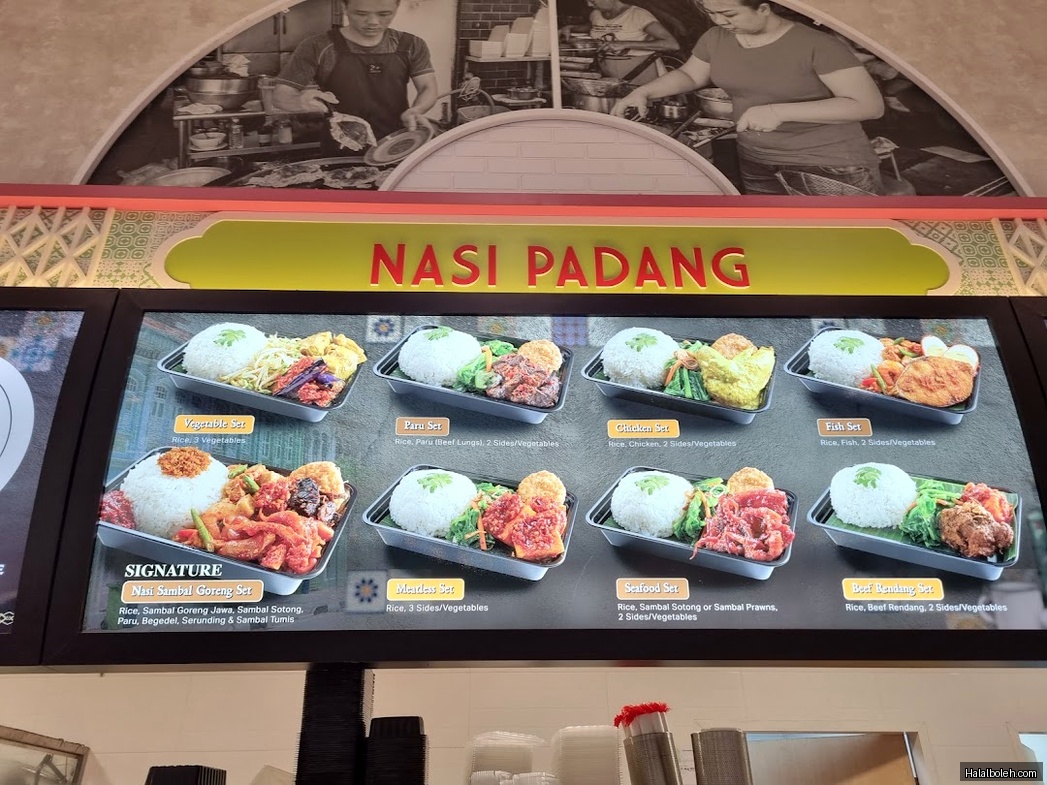 NASI PADANG
Vegetable Set
Rice, 3 Vegetables
Paru Set
Rice, Paru (Beef Lungs), 2 Sides/Vegetables
Chicken Set
Rice, Chicken, 2 Sides/Vegetables
Fish Set
Rice, Fish, 2 Sides/Vegetables
SIGNATURE
Nasi Sambal Goreng Set
Rice, Sambal Goreng Jawa, Sambal Sotong,
Paru, Begedel, Serunding & Sambal Tumis
Meatless Set
Rice, 3 Sides/Vegetables
Seafood Set
Rice, Sambal Sotong or Sambal Prawns,
2 Sides/Vegetables
Beef Rendang Set
Rice, Beef Rendang, 2 Sides/Vegetables
Halalboleh.com